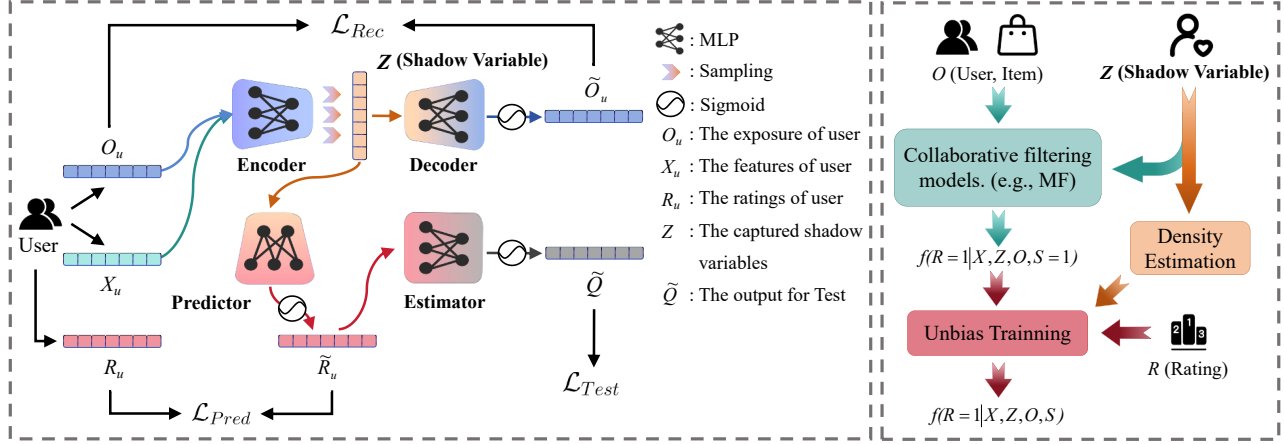 ℒ_Rec
Z (Shadow Variable)
O_u
Encoder
Decoder
Õ_u
User
X_u
Predictor
Estimator
Q̃
R_u
R̃_u
ℒ_Pred
ℒ_Test
: MLP
: Sampling
: Sigmoid
O_u : The exposure of user
X_u : The features of user
R_u : The ratings of user
Z : The captured shadow
variables
Q̃ : The output for Test
O (User, Item)
Z (Shadow Variable)
Collaborative filtering
models. (e.g., MF)
f(R=1|X,Z,O,S=1)
Density
Estimation
Unbias Trainning
2 1 3
R (Rating)
f(R=1|X,Z,O,S)